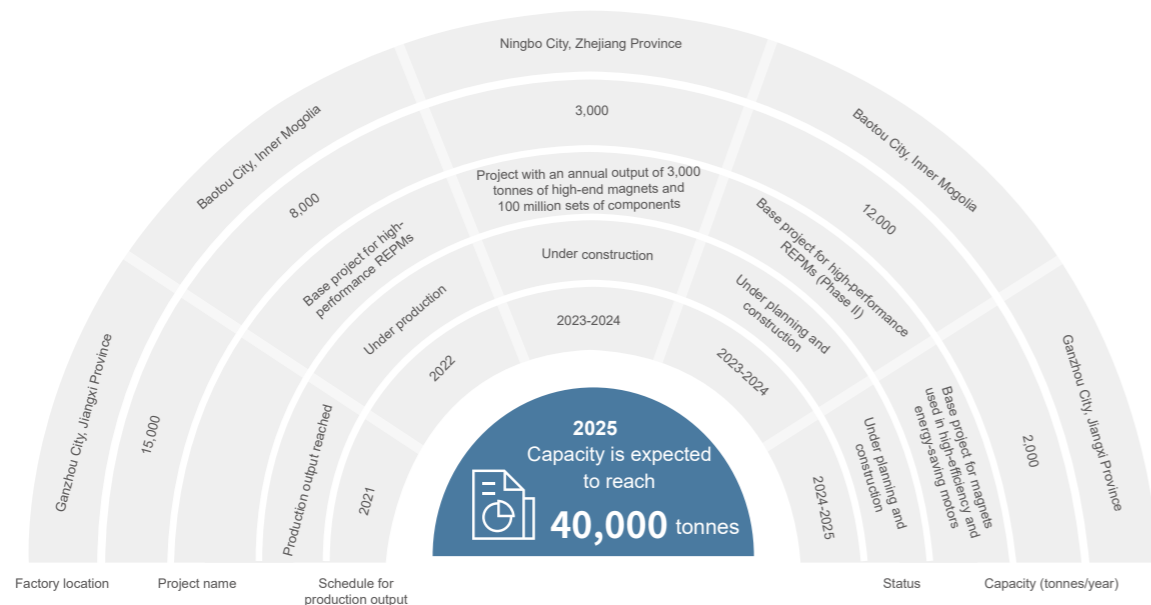 Ganzhou City, Jiangxi Province
15,000
Production output reached
2021
Baotou City, Inner Mogolia
8,000
Base project for high-
performance REPMs
Under production
2022
Ningbo City, Zhejiang Province
3,000
Project with an annual output of 3,000
tonnes of high-end magnets and
100 million sets of components
Under construction
2023-2024
Baotou City, Inner Mogolia
12,000
Base project for high-performance
REPMs (Phase II)
Under planning and
construction
2023-2024
Ganzhou City, Jiangxi Province
2,000
Base project for magnets
used in high-efficiency and
energy-saving motors
Under planning and
construction
2024-2025
2025
Capacity is expected
to reach
40,000 tonnes
Factory location
Project name
Schedule for
production output
Status
Capacity (tonnes/year)